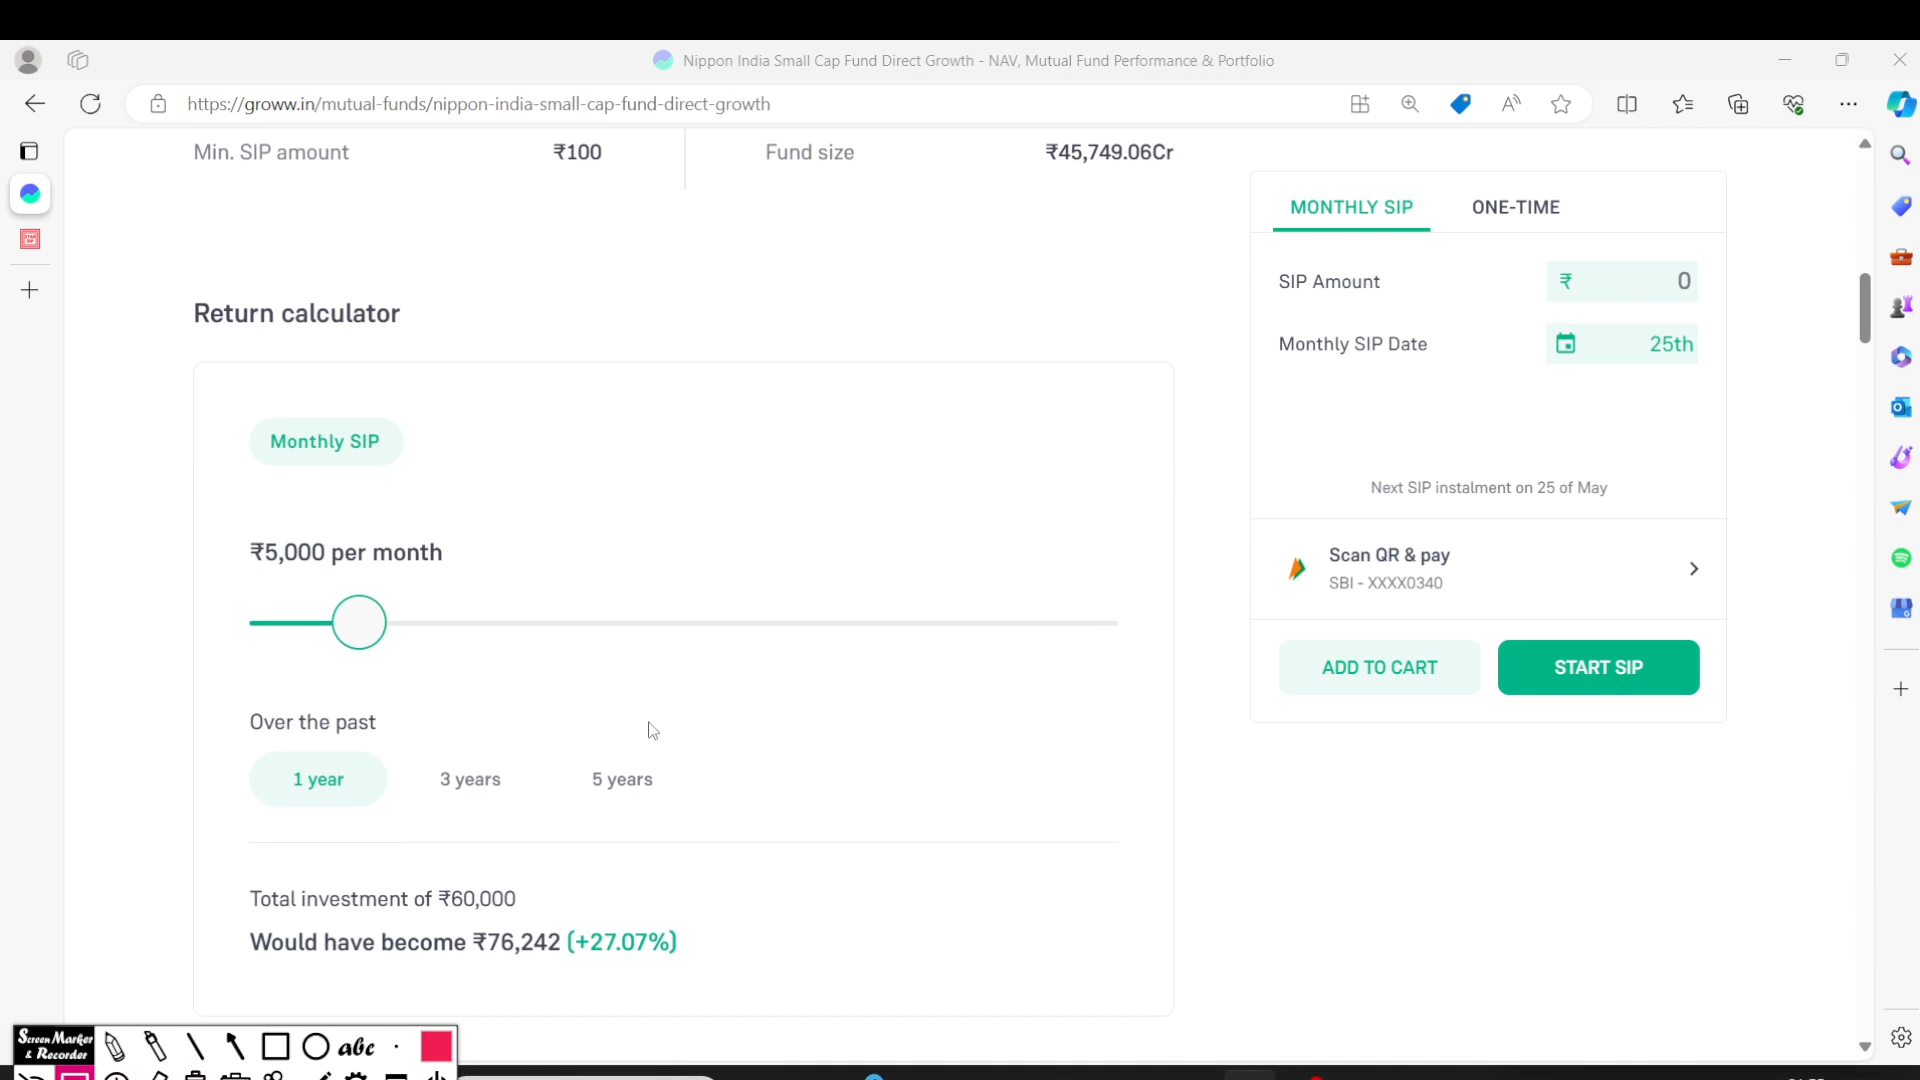 Nippon India Small Cap Fund Direct Growth - NAV, Mutual Fund Performance & Portfolio
https://groww.in/mutual-funds/nippon-india-small-cap-fund-direct-growth
Min. SIP amount ₹100 Fund size ₹45,749.06Cr
MONTHLY SIP ONE-TIME
SIP Amount ₹ 0
Monthly SIP Date 25th
Next SIP instalment on 25 of May
Scan QR & pay
SBI - XXXX0340
ADD TO CART START SIP
Return calculator
Monthly SIP
₹5,000 per month
Over the past
1 year 3 years 5 years
Total investment of ₹60,000
Would have become ₹76,242 (+27.07%)
Screen Marker
& Recorder
abc